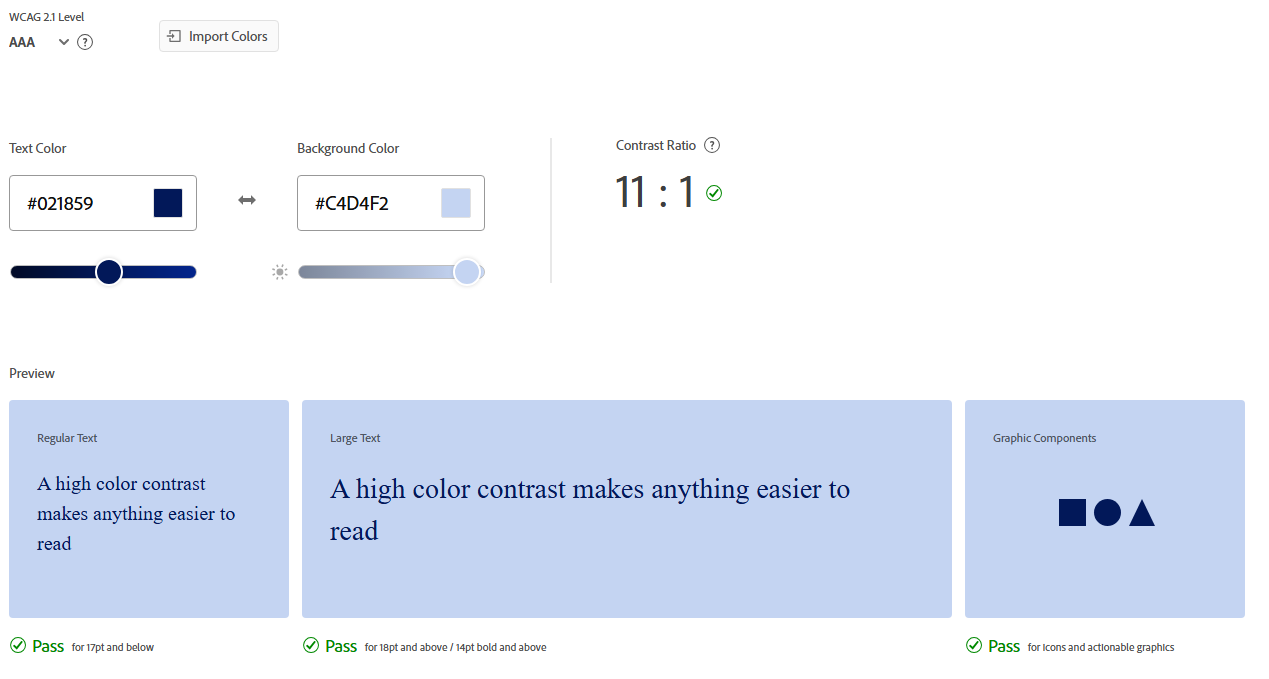 WCAG 2.1 Level
AAA
?
Import Colors
Text Color
Background Color
Contrast Ratio ?
#021859
#C4D4F2
11 : 1
Preview
Regular Text
A high color contrast
makes anything easier to
read
Pass for 17pt and below
Large Text
A high color contrast makes anything easier to
read
Pass for 18pt and above / 14pt bold and above
Graphic Components
Pass for icons and actionable graphics